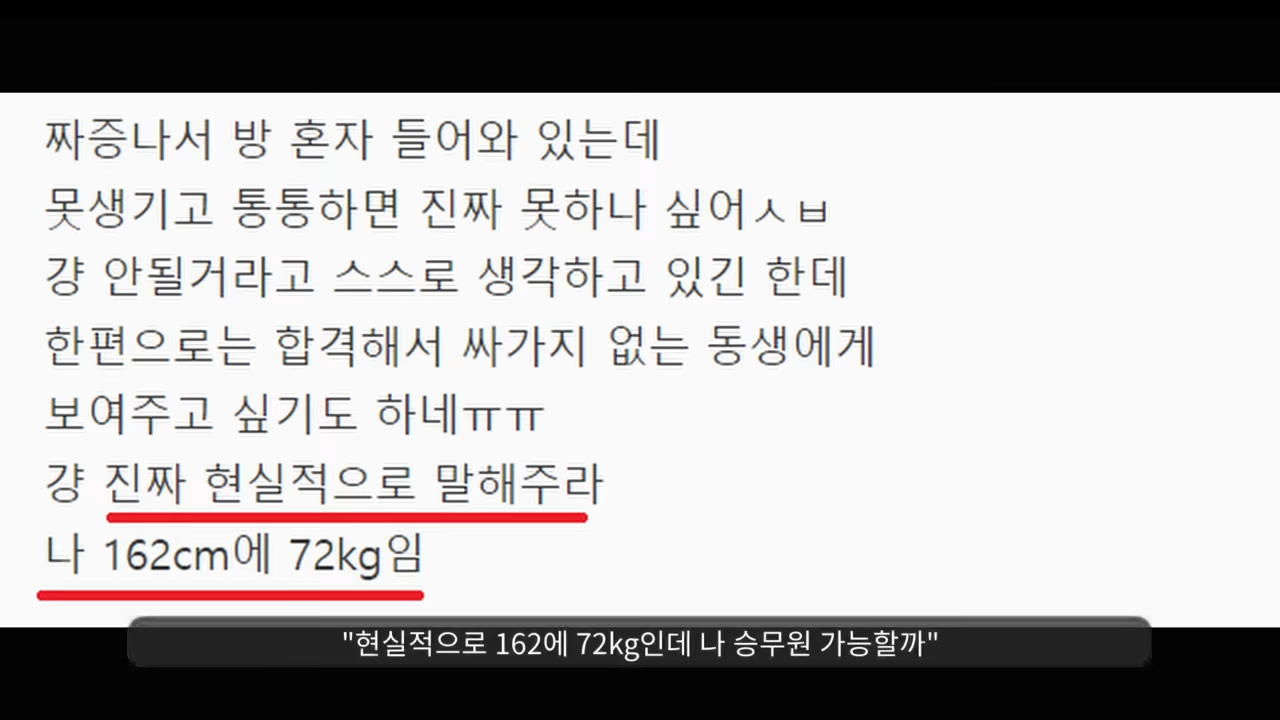 짜증나서 방 혼자 들어와 있는데
못생기고 통통하면 진짜 못하나 싶어ㅅㅂ
걍 안될거라고 스스로 생각하고 있긴 한데
한편으로는 합격해서 싸가지 없는 동생에게
보여주고 싶기도 하네ㅠㅠ
걍 진짜 현실적으로 말해주라
나 162cm에 72kg임
"현실적으로 162에 72kg인데 나 승무원 가능할까"